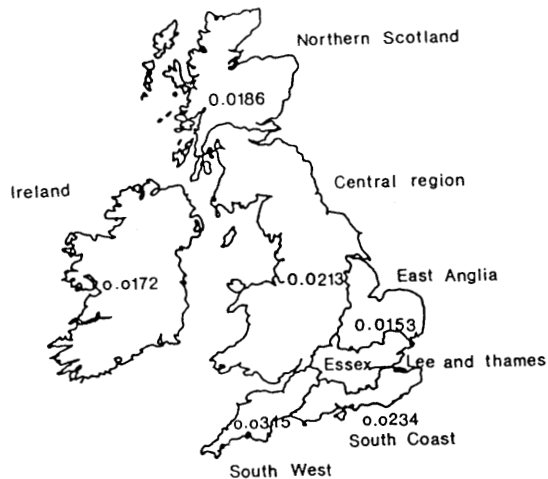 Northern Scotland
0.0186
Ireland
Central region
0.0172
0.0213
East Anglia
0.0153
Essex Lee and thames
0.0315
0.0234
South Coast
South West